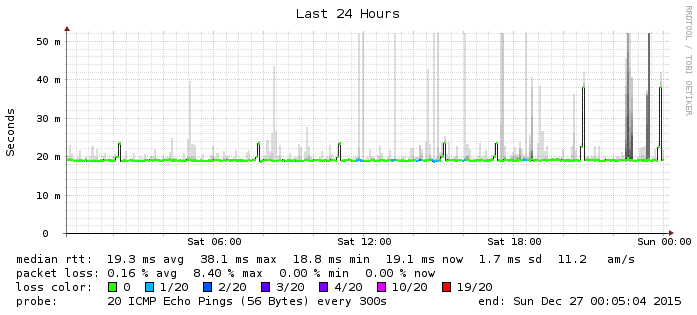 Last 24 Hours
RRDTOOL / TOBI OETIKER
Seconds
50 m
40 m
30 m
20 m
10 m
0
Sat 06:00 Sat 12:00 Sat 18:00 Sun 00:00
median rtt: 19.3 ms avg 38.1 ms max 18.8 ms min 19.1 ms now 1.7 ms sd 11.2 am/s
packet loss: 0.16 % avg 8.40 % max 0.00 % min 0.00 % now
loss color: 0 1/20 2/20 3/20 4/20 10/20 19/20
probe: 20 ICMP Echo Pings (56 Bytes) every 300s end: Sun Dec 27 00:05:04 2015